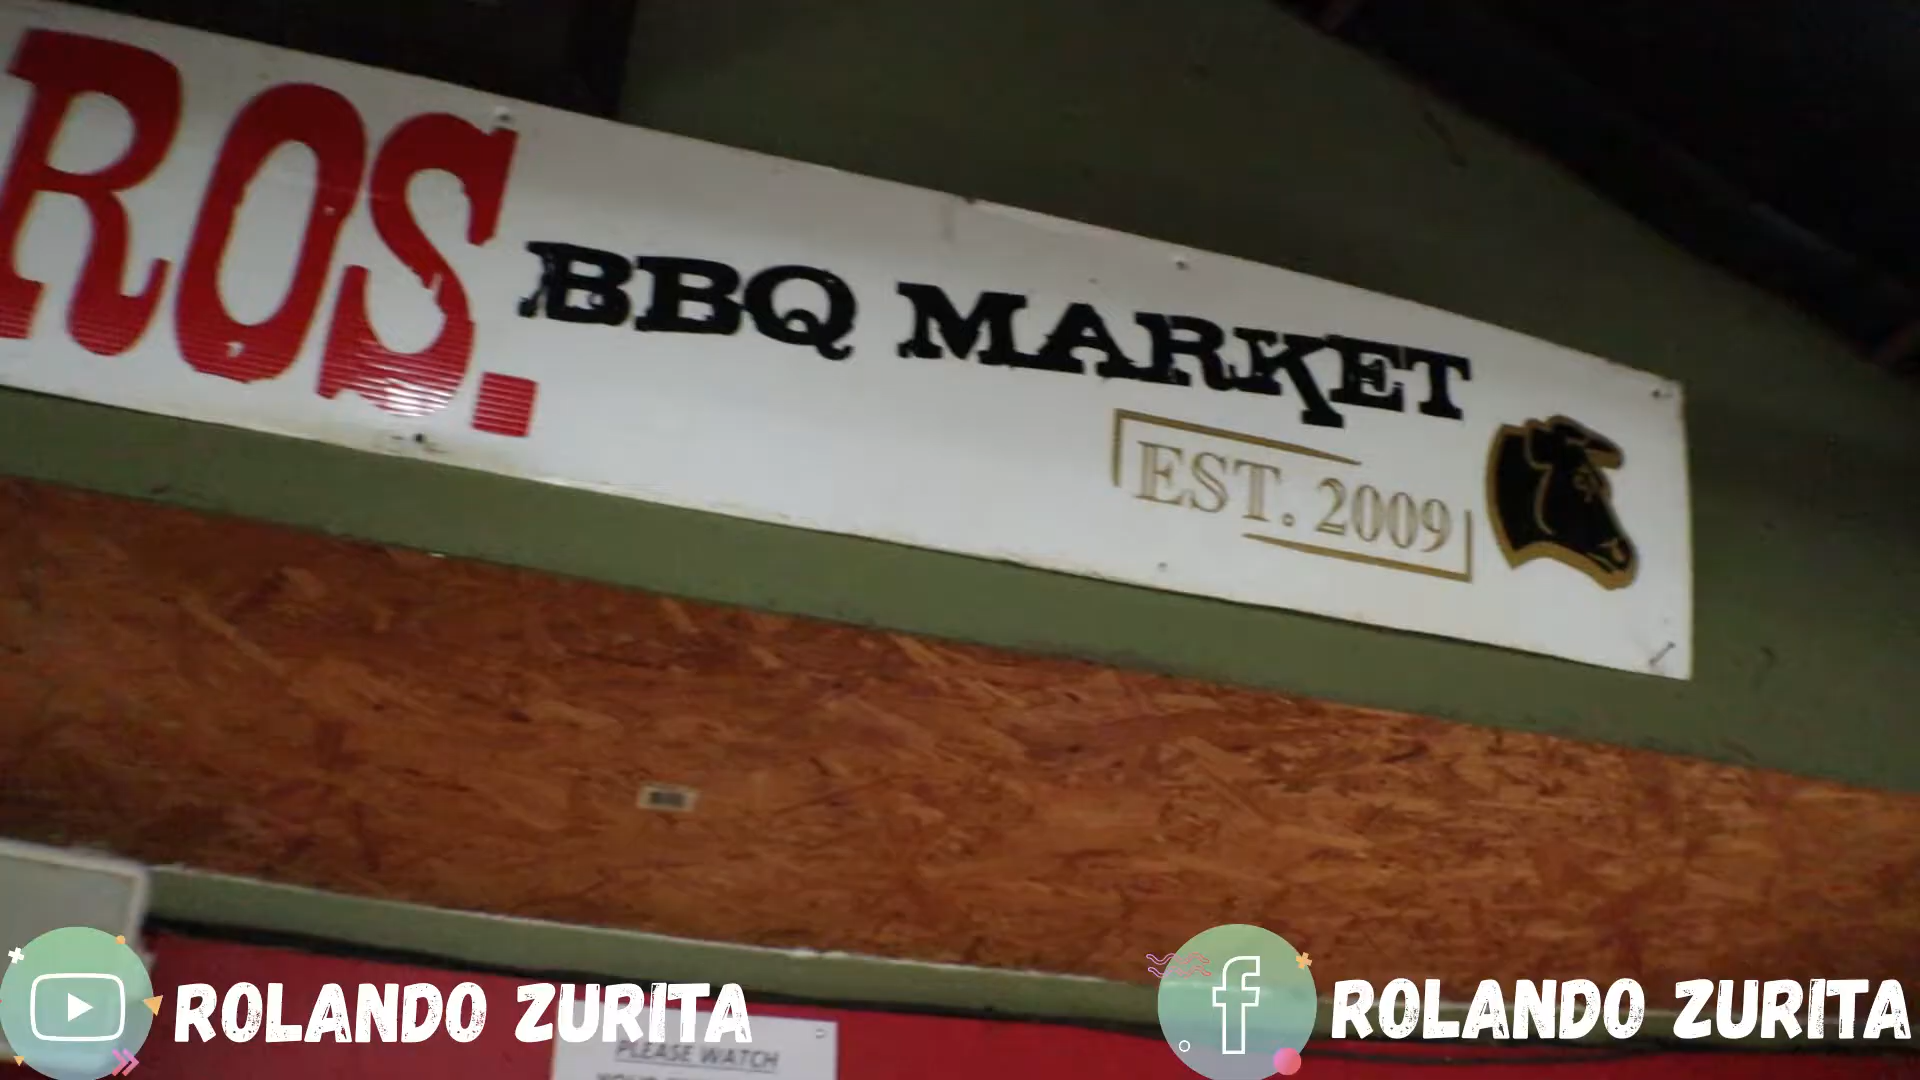 ROS.
BBQ MARKET
EST. 2009
ROLANDO ZURITA
ROLANDO ZURITA
PLEASE WATCH